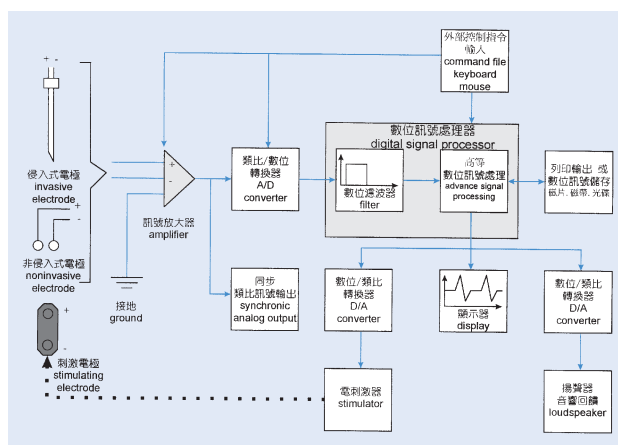 外部控制指令
輸入
command file
keyboard
mouse
+ -
侵入式電極
invasive
electrode
+
-
非侵入式電極
noninvasive
electrode
+
-
刺激電極
stimulating
electrode
+
-
訊號放大器
amplifier
接地
ground
類比/數位
轉換器
A/D
converter
同步
類比訊號輸出
synchronic
analog output
數位訊號處理器
digital signal processor
數位濾波器
filter
高等
數位訊號處理
advance signal
processing
列印輸出 或
數位訊號儲存
磁片.磁帶.光碟
數位/類比
轉換器
D/A
converter
顯示器
display
數位/類比
轉換器
D/A
converter
電刺激器
stimulator
揚聲器
音響回饋
loudspeaker